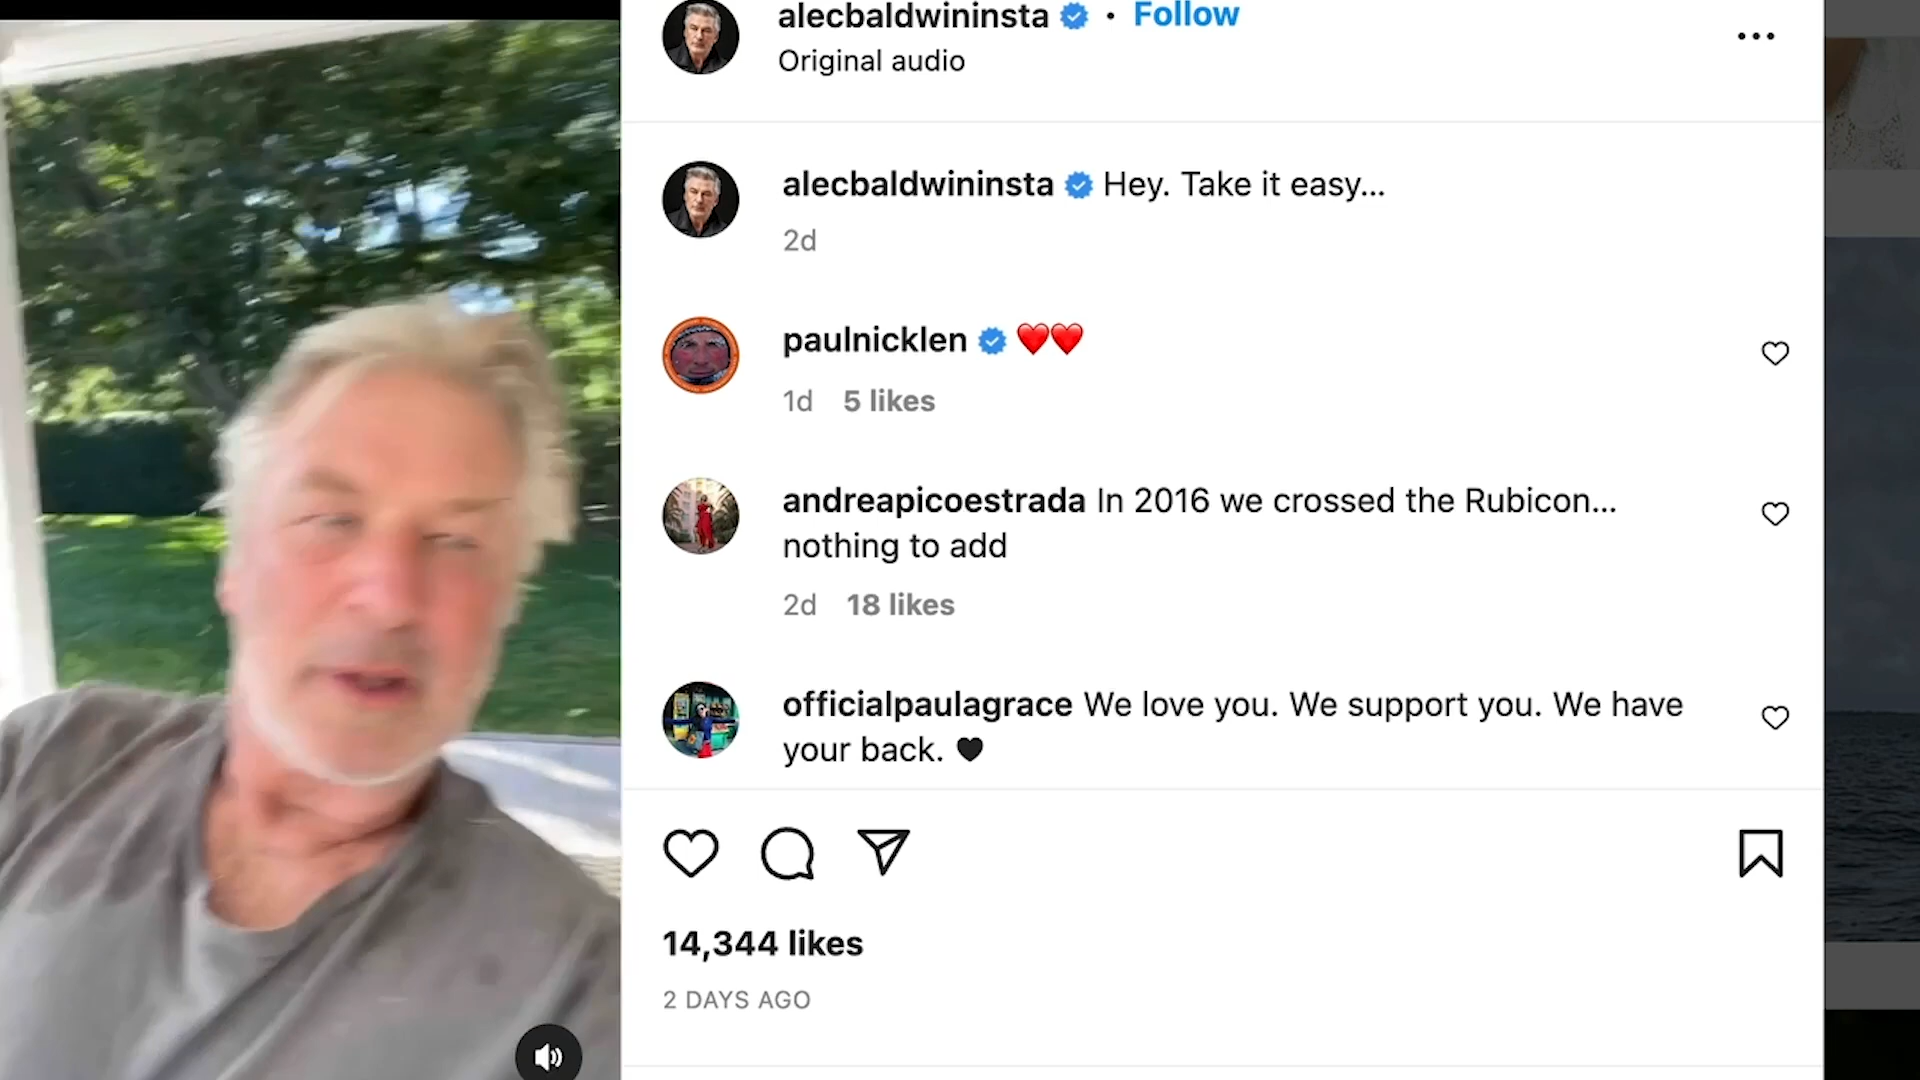 alecbaldwininsta • Follow
Original audio
alecbaldwininsta Hey. Take it easy...
2d
paulnicklen ❤️❤️
1d 5 likes
andreapicoestrada In 2016 we crossed the Rubicon...
nothing to add
2d 18 likes
officialpaulagrace We love you. We support you. We have
your back. 🖤
14,344 likes
2 DAYS AGO